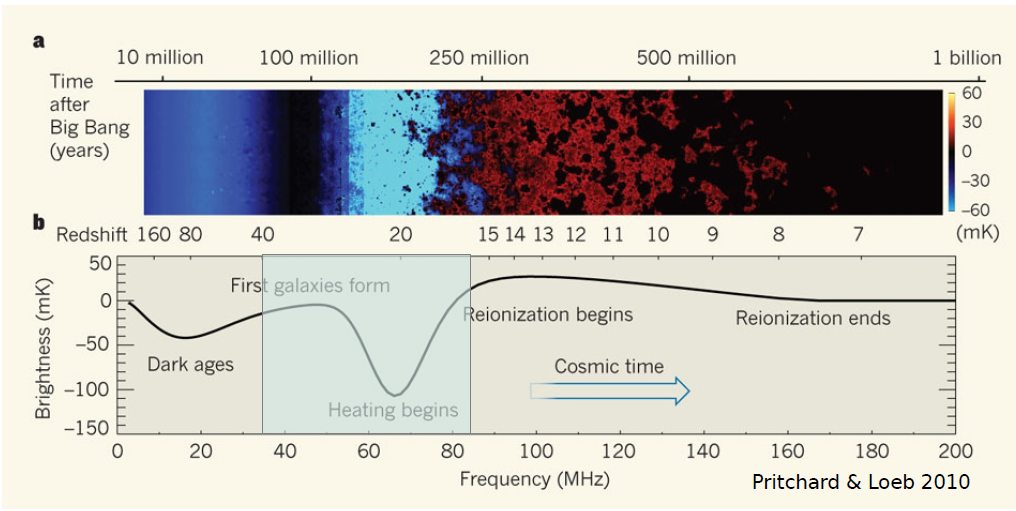 a
10 million 100 million 250 million 500 million 1 billion
Time
after
Big Bang
(years)
60
30
0
−30
−60
(mK)
b
Redshift 160 80 40 20 15 14 13 12 11 10 9 8 7
50
0
−50
−100
−150
Brightness (mK)
First galaxies form
Reionization begins
Reionization ends
Dark ages
Cosmic time
Heating begins
0 20 40 60 80 100 120 140 160 180 200
Frequency (MHz)
Pritchard & Loeb 2010